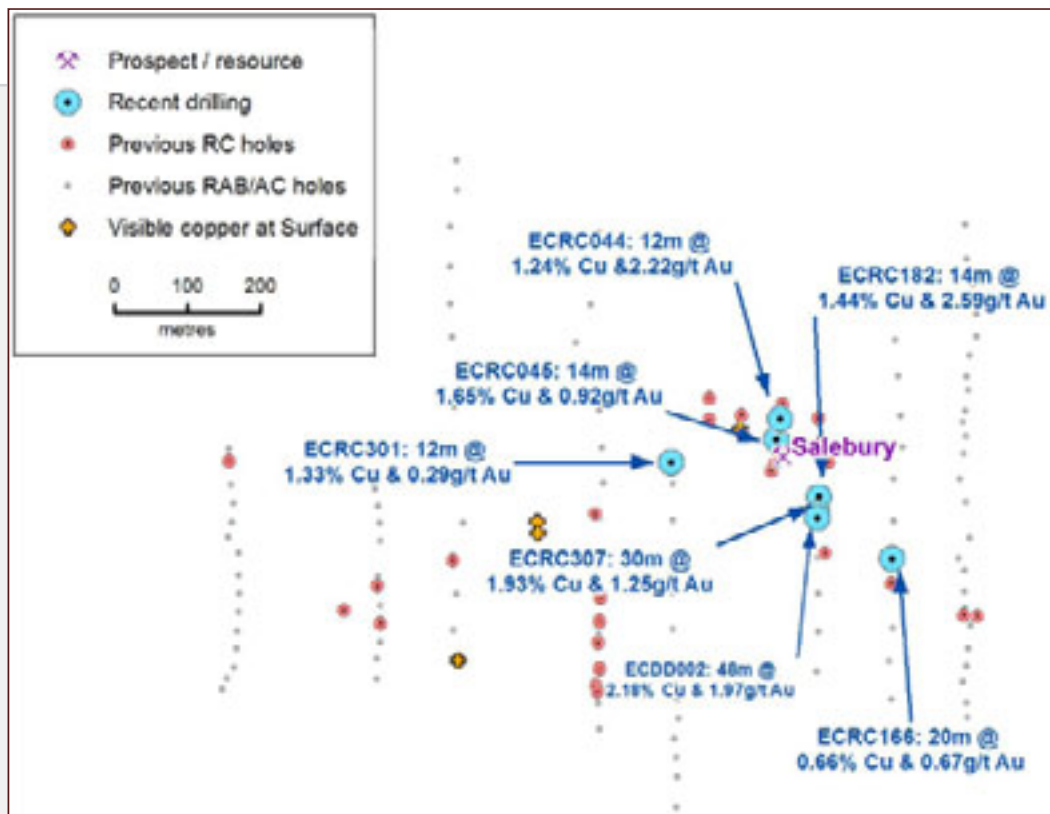 Prospect / resource
Recent drilling
Previous RC holes
Previous RAB/AC holes
Visible copper at Surface
0 100 200
metres
ECRC044: 12m @
1.24% Cu &2.22g/t Au
ECRC182: 14m @
1.44% Cu & 2.59g/t Au
ECRC045: 14m @
1.65% Cu & 0.92g/t Au
Salebury
ECRC301: 12m @
1.33% Cu & 0.29g/t Au
ECRC307: 30m @
1.93% Cu & 1.25g/t Au
ECDD002: 48m @
2.18% Cu & 1.97g/t Au
ECRC166: 20m @
0.66% Cu & 0.67g/t Au